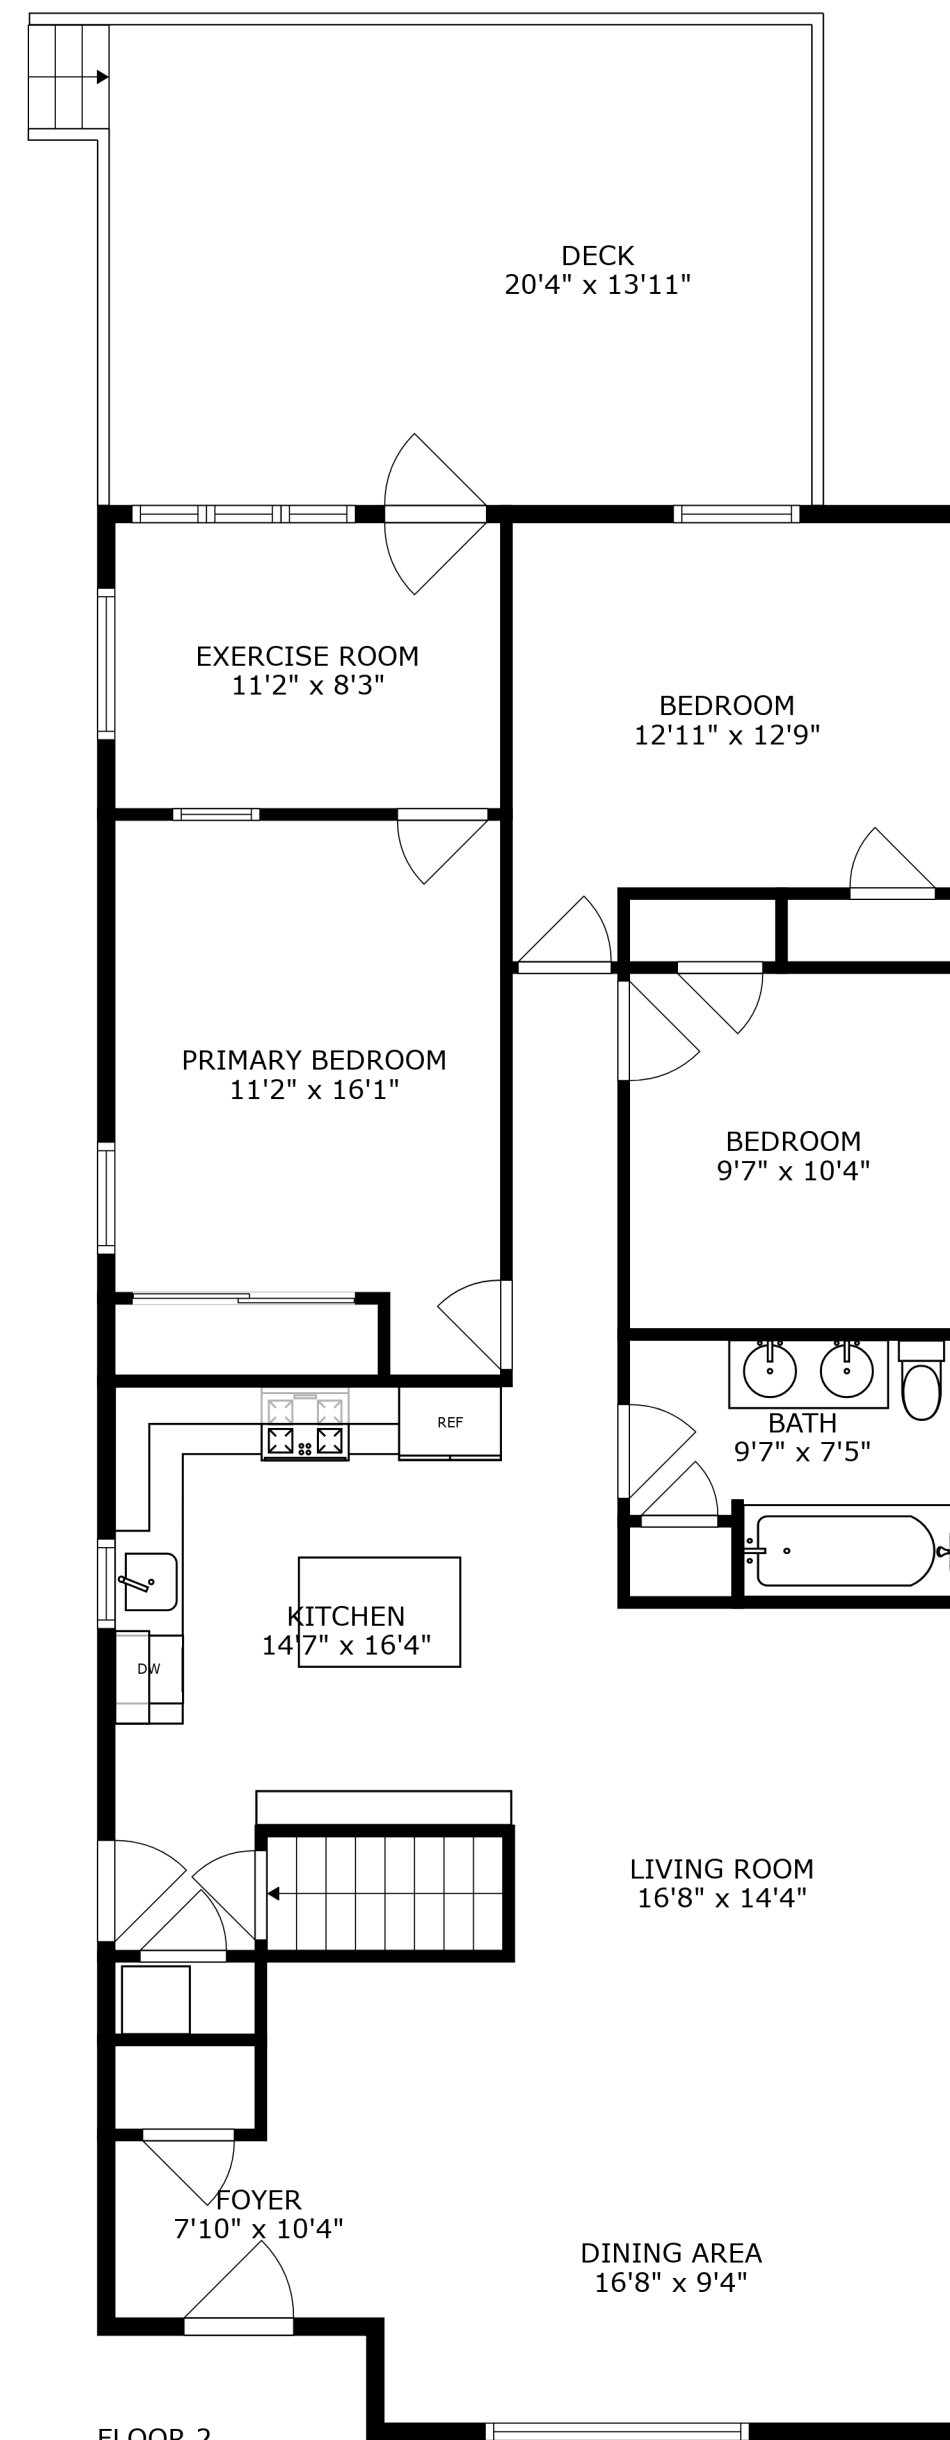 DECK
20'4" x 13'11"
EXERCISE ROOM
11'2" x 8'3"
BEDROOM
12'11" x 12'9"
PRIMARY BEDROOM
11'2" x 16'1"
BEDROOM
9'7" x 10'4"
REF
BATH
9'7" x 7'5"
KITCHEN
14'7" x 16'4"
DW
LIVING ROOM
16'8" x 14'4"
FOYER
7'10" x 10'4"
DINING AREA
16'8" x 9'4"
FLOOR 2